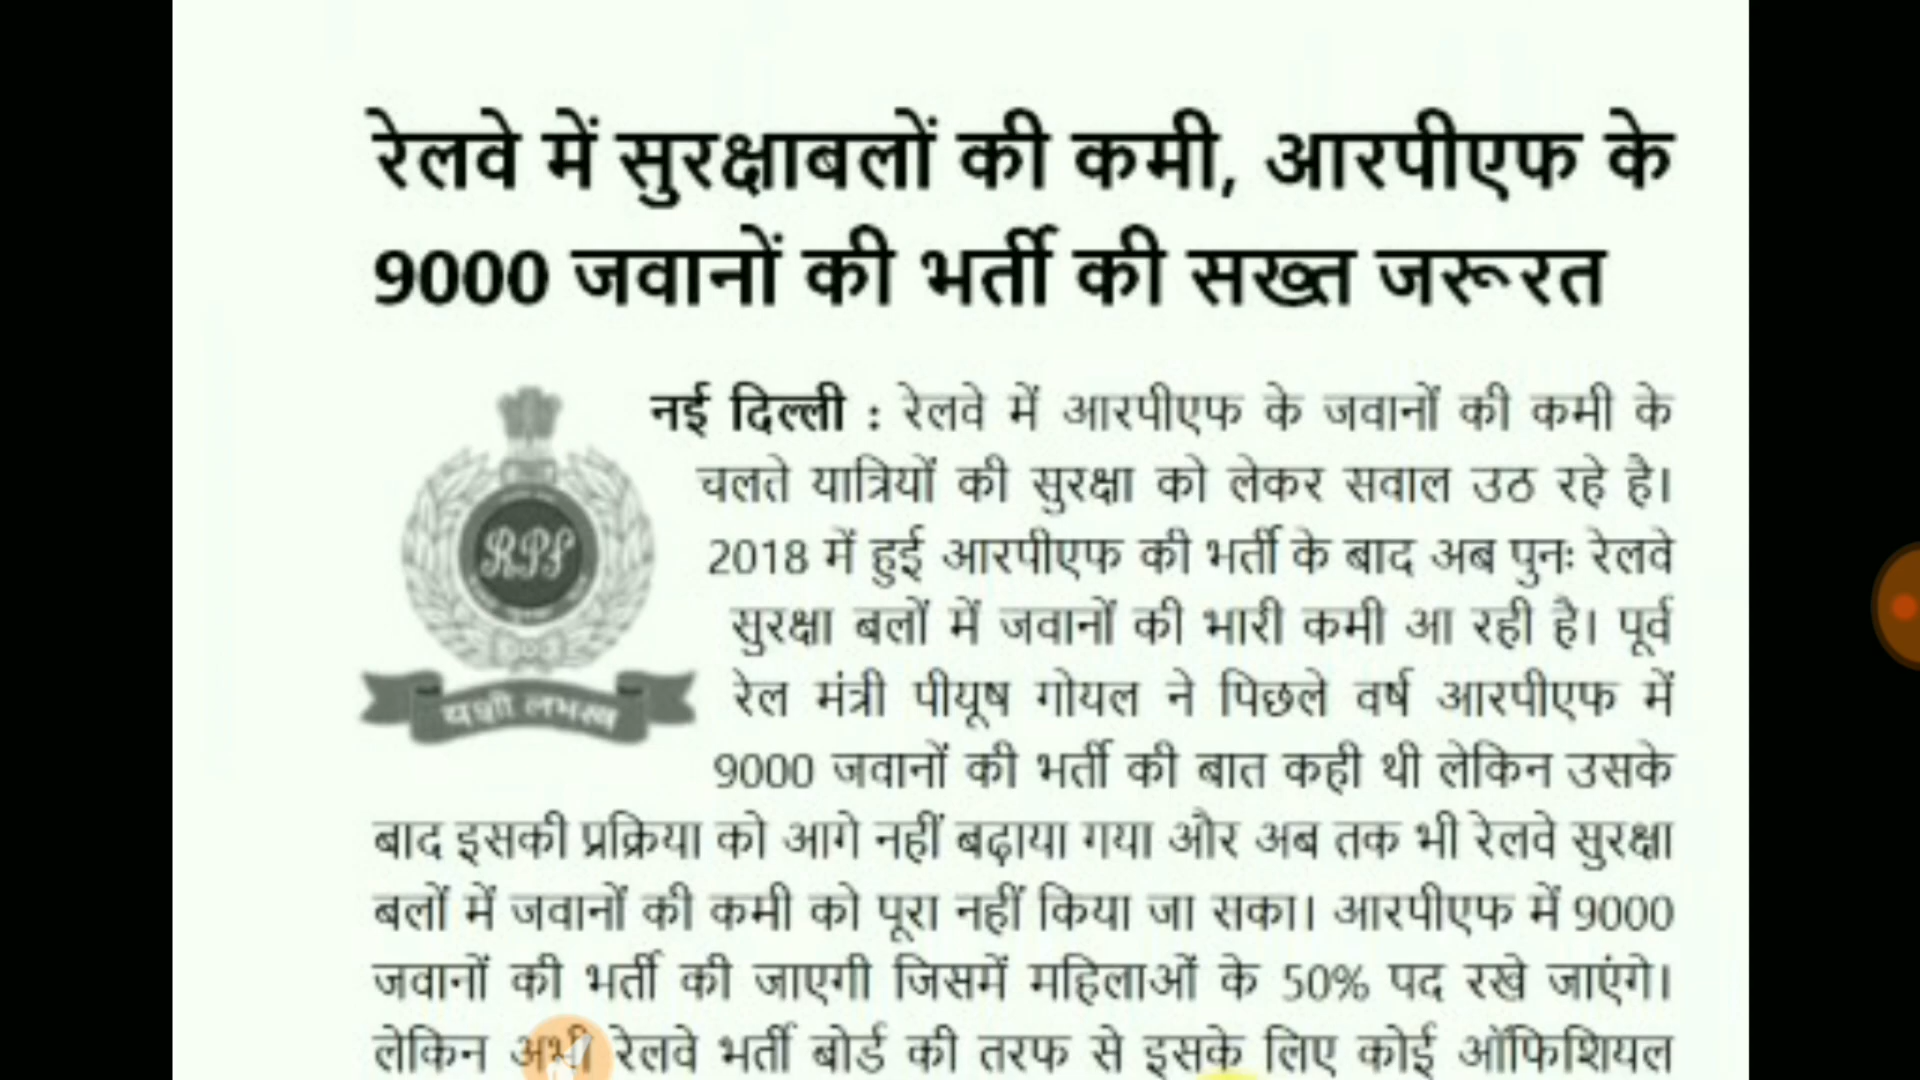 रेलवे में सुरक्षाबलों की कमी, आरपीएफ के
9000 जवानों की भर्ती की सख्त जरूरत
नई दिल्ली : रेलवे में आरपीएफ के जवानों की कमी के
चलते यात्रियों की सुरक्षा को लेकर सवाल उठ रहे है।
2018 में हुई आरपीएफ की भर्ती के बाद अब पुनः रेलवे
सुरक्षा बलों में जवानों की भारी कमी आ रही है। पूर्व
रेल मंत्री पीयूष गोयल ने पिछले वर्ष आरपीएफ में
9000 जवानों की भर्ती की बात कही थी लेकिन उसके
बाद इसकी प्रक्रिया को आगे नहीं बढ़ाया गया और अब तक भी रेलवे सुरक्षा
बलों में जवानों की कमी को पूरा नहीं किया जा सका। आरपीएफ में 9000
जवानों की भर्ती की जाएगी जिसमें महिलाओं के 50% पद रखे जाएंगे।
लेकिन अभी रेलवे भर्ती बोर्ड की तरफ से इसके लिए कोई ऑफिशियल
RPF